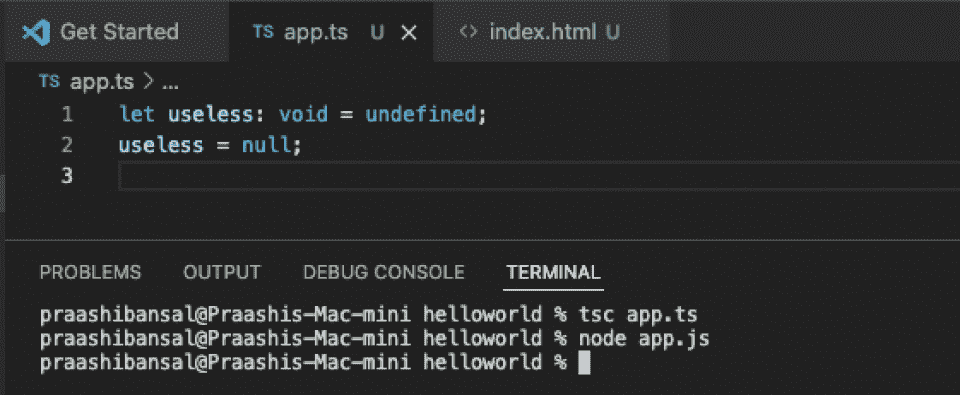 Get Started TS app.ts U × <> index.html U
TS app.ts > ...
1 let useless: void = undefined;
2 useless = null;
3
PROBLEMS OUTPUT DEBUG CONSOLE TERMINAL
praashibansal@Praashis-Mac-mini helloworld % tsc app.ts
praashibansal@Praashis-Mac-mini helloworld % node app.js
praashibansal@Praashis-Mac-mini helloworld %